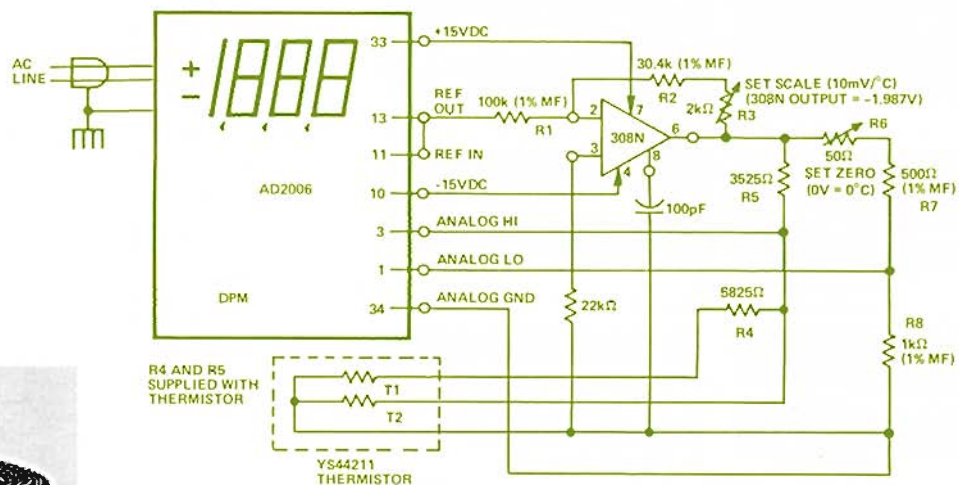 AC
LINE
+
−
1888
33
+15VDC
13
REF
OUT
11
REF IN
10
-15VDC
3
ANALOG HI
1
ANALOG LO
34
ANALOG GND
AD2006
DPM
100k (1% MF)
R1
30.4k (1% MF)
R2
2kΩ
R3
SET SCALE (10mV/°C)
(308N OUTPUT = -1.987V)
2
3
7
308N
6
8
4
100pF
22kΩ
R6
50Ω
SET ZERO
(0V = 0°C)
3525Ω
R5
500Ω
(1% MF)
R7
5825Ω
R4
R8
1kΩ
(1% MF)
R4 AND R5
SUPPLIED WITH
THERMISTOR
T1
T2
YS44211
THERMISTOR